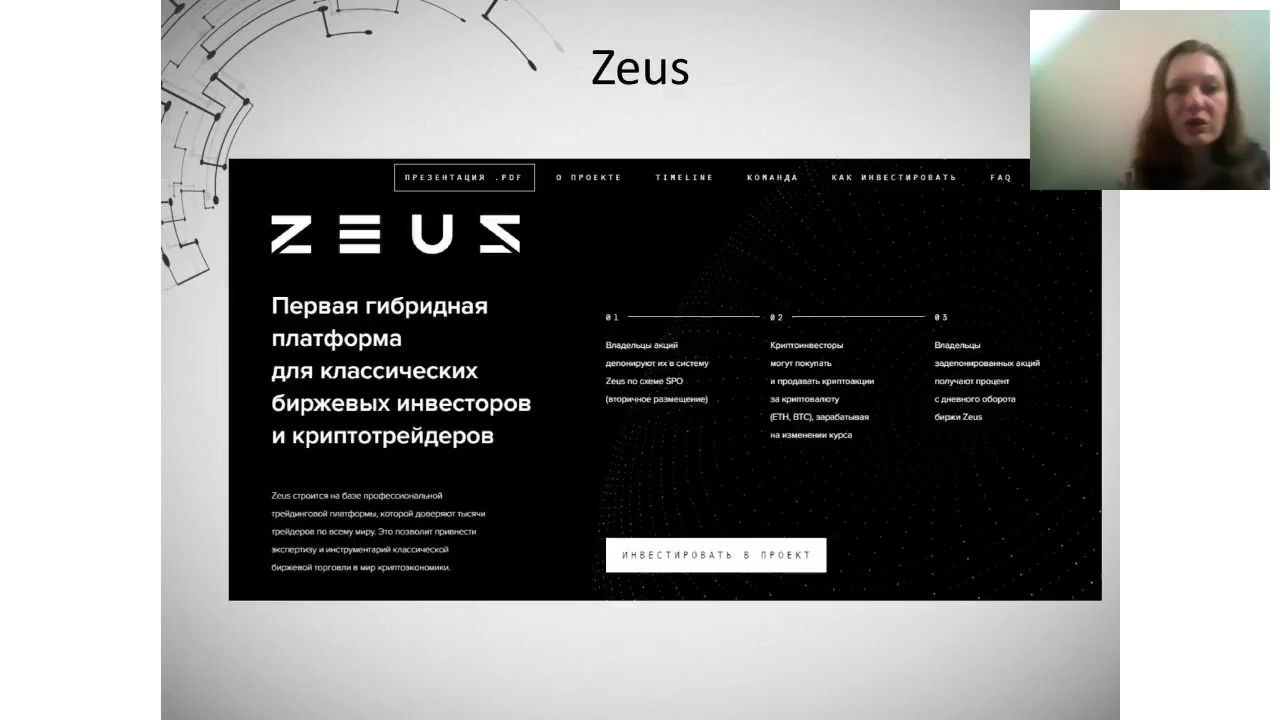 Zeus
ПРЕЗЕНТАЦИЯ .PDF
О ПРОЕКТЕ
TIMELINE
КОМАНДА
КАК ИНВЕСТИРОВАТЬ
FAQ
ZEUS
Первая гибридная
платформа
для классических
биржевых инвесторов
и криптотрейдеров
Zeus строится на базе профессиональной
трейдинговой платформы, которой доверяют тысячи
трейдеров по всему миру. Это позволит привнести
экспертизу и инструментарий классической
биржевой торговли в мир криптоэкономики.
01
Владельцы акций
депонируют их в систему
Zeus по схеме SPO
(вторичное размещение)
02
Криптоинвесторы
могут покупать
и продавать криптоакции
за криптовалюту
(ETH, BTC), зарабатывая
на изменении курса
03
Владельцы
задепонированных акций
получают процент
с дневного оборота
биржи Zeus
ИНВЕСТИРОВАТЬ В ПРОЕКТ